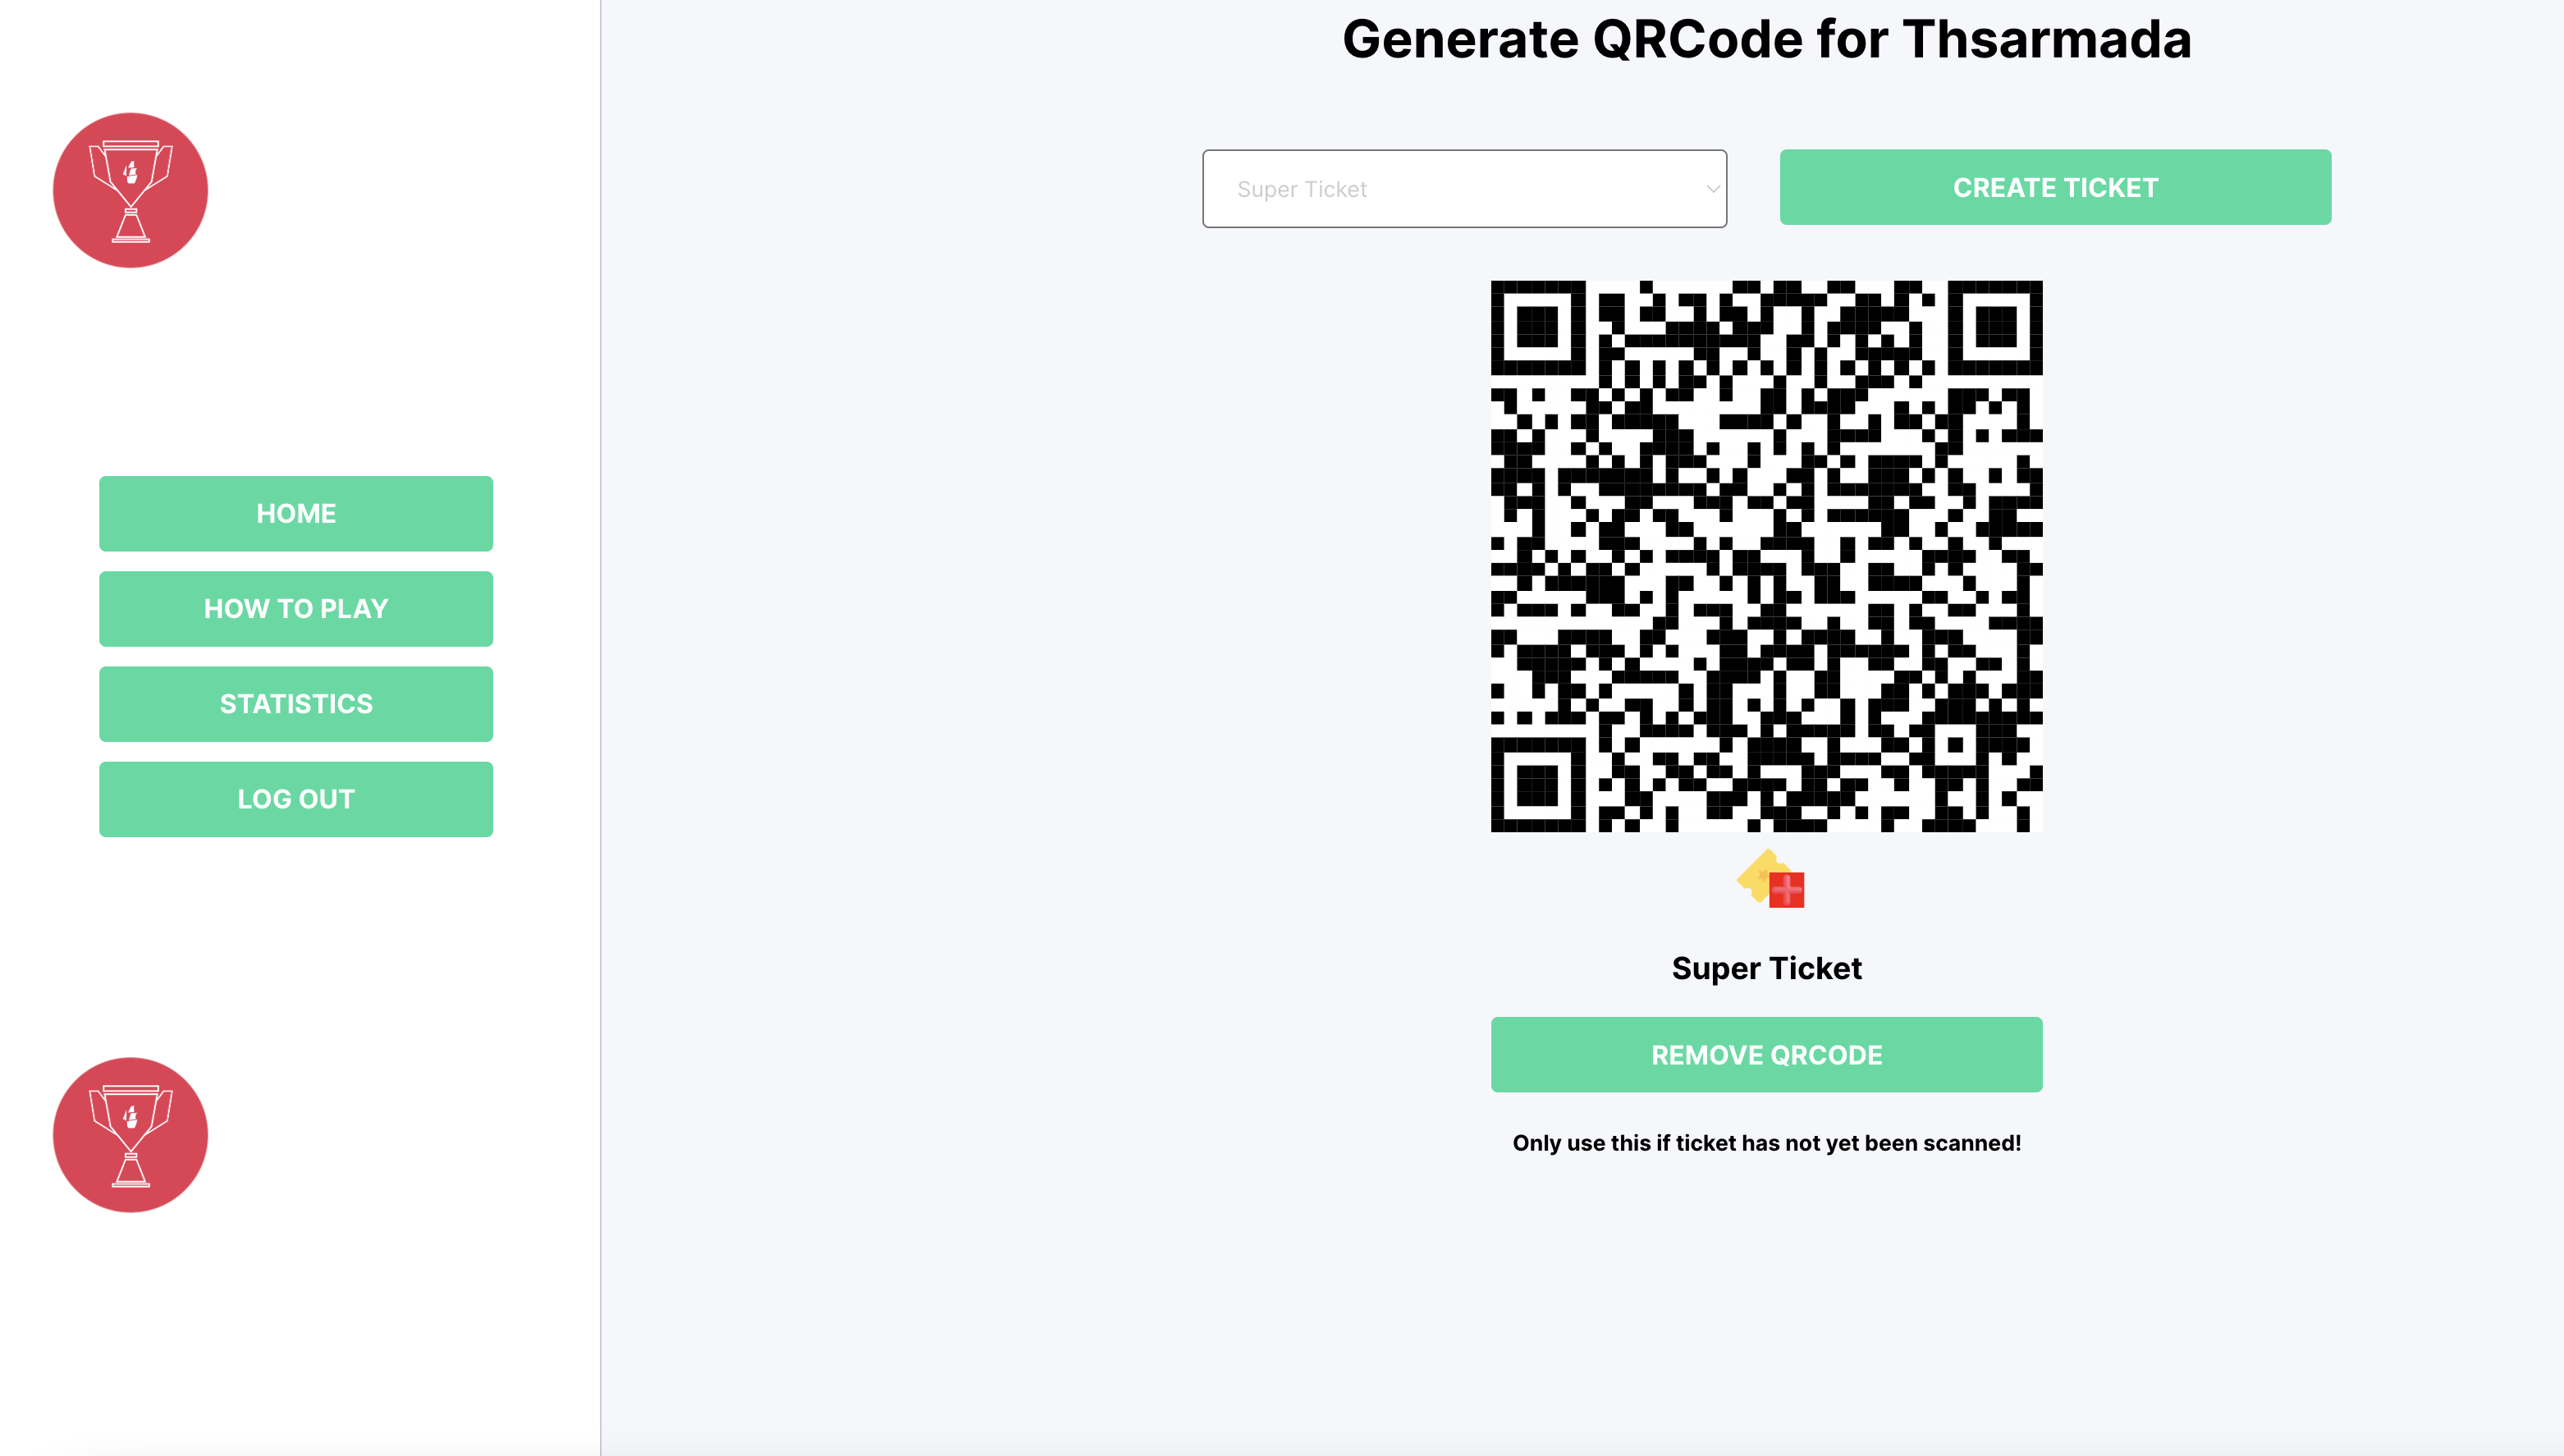 Generate QRCode for Thsarmada
Super Ticket
CREATE TICKET
HOME
HOW TO PLAY
STATISTICS
LOG OUT
Super Ticket
REMOVE QRCODE
Only use this if ticket has not yet been scanned!